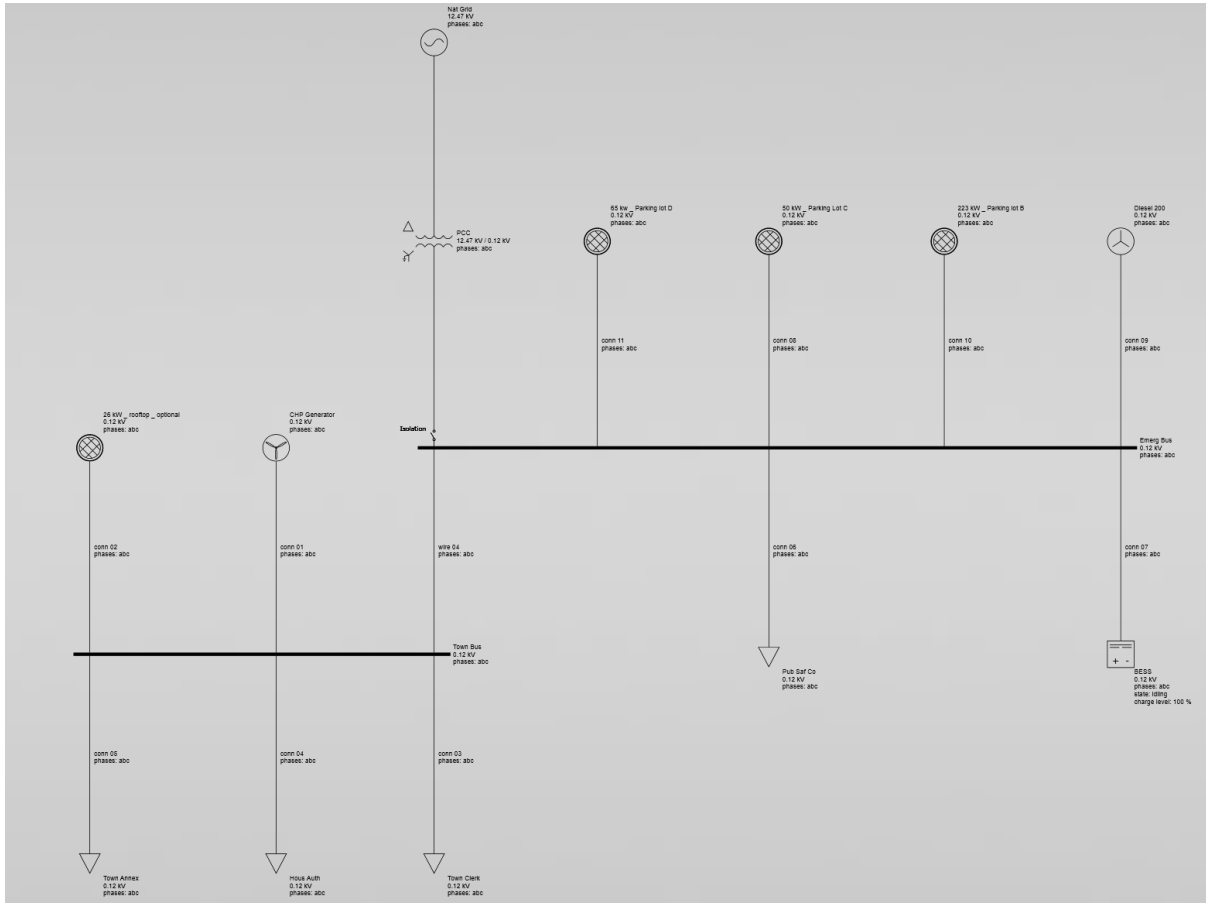 Nat Grid
12.47 kV
phases: abc
PCC
12.47 kV / 0.12 kV
phases: abc
65 kw _ Parking lot D
0.12 kV
phases: abc
50 kW _ Parking Lot C
0.12 kV
phases: abc
223 kW _ Parking lot B
0.12 kV
phases: abc
Diesel 200
0.12 kV
phases: abc
conn 11
phases: abc
conn 08
phases: abc
conn 10
phases: abc
conn 09
phases: abc
26 kW _ rooftop _ optional
0.12 kV
phases: abc
CHP Generator
0.12 kV
phases: abc
Isolation
Emerg Bus
0.12 kV
phases: abc
conn 02
phases: abc
conn 01
phases: abc
wire 04
phases: abc
conn 06
phases: abc
conn 07
phases: abc
Town Bus
0.12 kV
phases: abc
Pub Saf Co
0.12 kV
phases: abc
+ -
BESS
0.12 kV
phases: abc
state: idling
charge level: 100 %
conn 05
phases: abc
conn 04
phases: abc
conn 03
phases: abc
Town Annex
0.12 kV
phases: abc
Hous Auth
0.12 kV
phases: abc
Town Clerk
0.12 kV
phases: abc